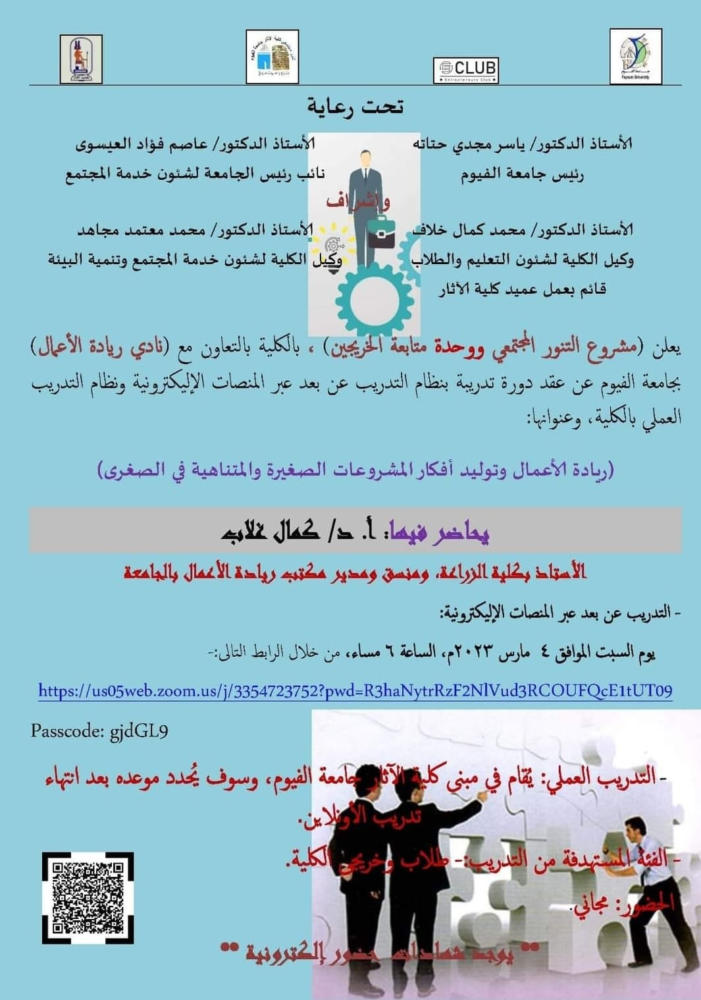 Fayoum University
CLUB
Entrepreneurs Club
تحت رعاية
الأستاذ الدكتور/ ياسر مجدي حتاته
الأستاذ الدكتور/ عاصم فؤاد العيسوى
رئيس جامعة الفيوم
نائب رئيس الجامعة لشئون خدمة المجتمع
وإشراف
الأستاذ الدكتور/ محمد كمال خلاف
الأستاذ الدكتور/ محمد معتمد مجاهد
وكيل الكلية لشئون التعليم والطلاب
وكيل الكلية لشئون خدمة المجتمع وتنمية البيئة
قائم بعمل عميد كلية الآثار
يعلن (مشروع التنور المجتمعي ووحدة متابعة الخريجين) ، بالكلية بالتعاون مع (نادي ريادة الأعمال)
بجامعة الفيوم عن عقد دورة تدريبة بنظام التدريب عن بعد عبر المنصات الإليكترونية ونظام التدريب
العملي بالكلية، وعنوانها:
(ريادة الأعمال وتوليد أفكار المشروعات الصغيرة والمتناهية في الصغرى)
يحاضر فيها: أ. د/ كمال غلاب
الأستاذ بكلية الزراعة، ومنسق ومدير مكتب ريادة الأعمال بالجامعة
- التدريب عن بعد عبر المنصات الإليكترونية:
يوم السبت الموافق ٤ مارس ٢٠٢٣م، الساعة ٦ مساء، من خلال الرابط التالى:-
https://us05web.zoom.us/j/3354723752?pwd=R3haNytrRzF2NlVud3RCOUFQcE1tUT09
Passcode: gjdGL9
- التدريب العملي: يُقام في مبنى كلية الآثار جامعة الفيوم، وسوف يُحدد موعده بعد انتهاء
تدريب الأونلاين.
- الفئة المستهدفة من التدريب:- طلاب وخريجى الكلية.
الحضور: مجاني.
** يوجد شهادات حضور إلكترونية **